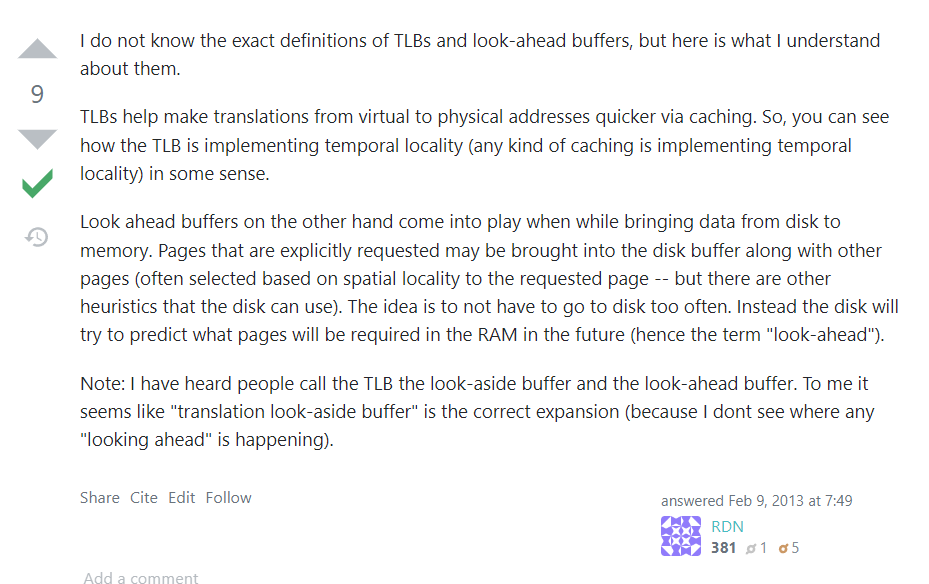 I do not know the exact definitions of TLBs and look-ahead buffers, but here is what I understand
about them.
9
TLBs help make translations from virtual to physical addresses quicker via caching. So, you can see
how the TLB is implementing temporal locality (any kind of caching is implementing temporal
locality) in some sense.
Look ahead buffers on the other hand come into play when while bringing data from disk to
memory. Pages that are explicitly requested may be brought into the disk buffer along with other
pages (often selected based on spatial locality to the requested page -- but there are other
heuristics that the disk can use). The idea is to not have to go to disk too often. Instead the disk will
try to predict what pages will be required in the RAM in the future (hence the term "look-ahead").
Note: I have heard people call the TLB the look-aside buffer and the look-ahead buffer. To me it
seems like "translation look-aside buffer" is the correct expansion (because I dont see where any
"looking ahead" is happening).
Share Cite Edit Follow
answered Feb 9, 2013 at 7:49
RDN
381 1 5
Add a comment